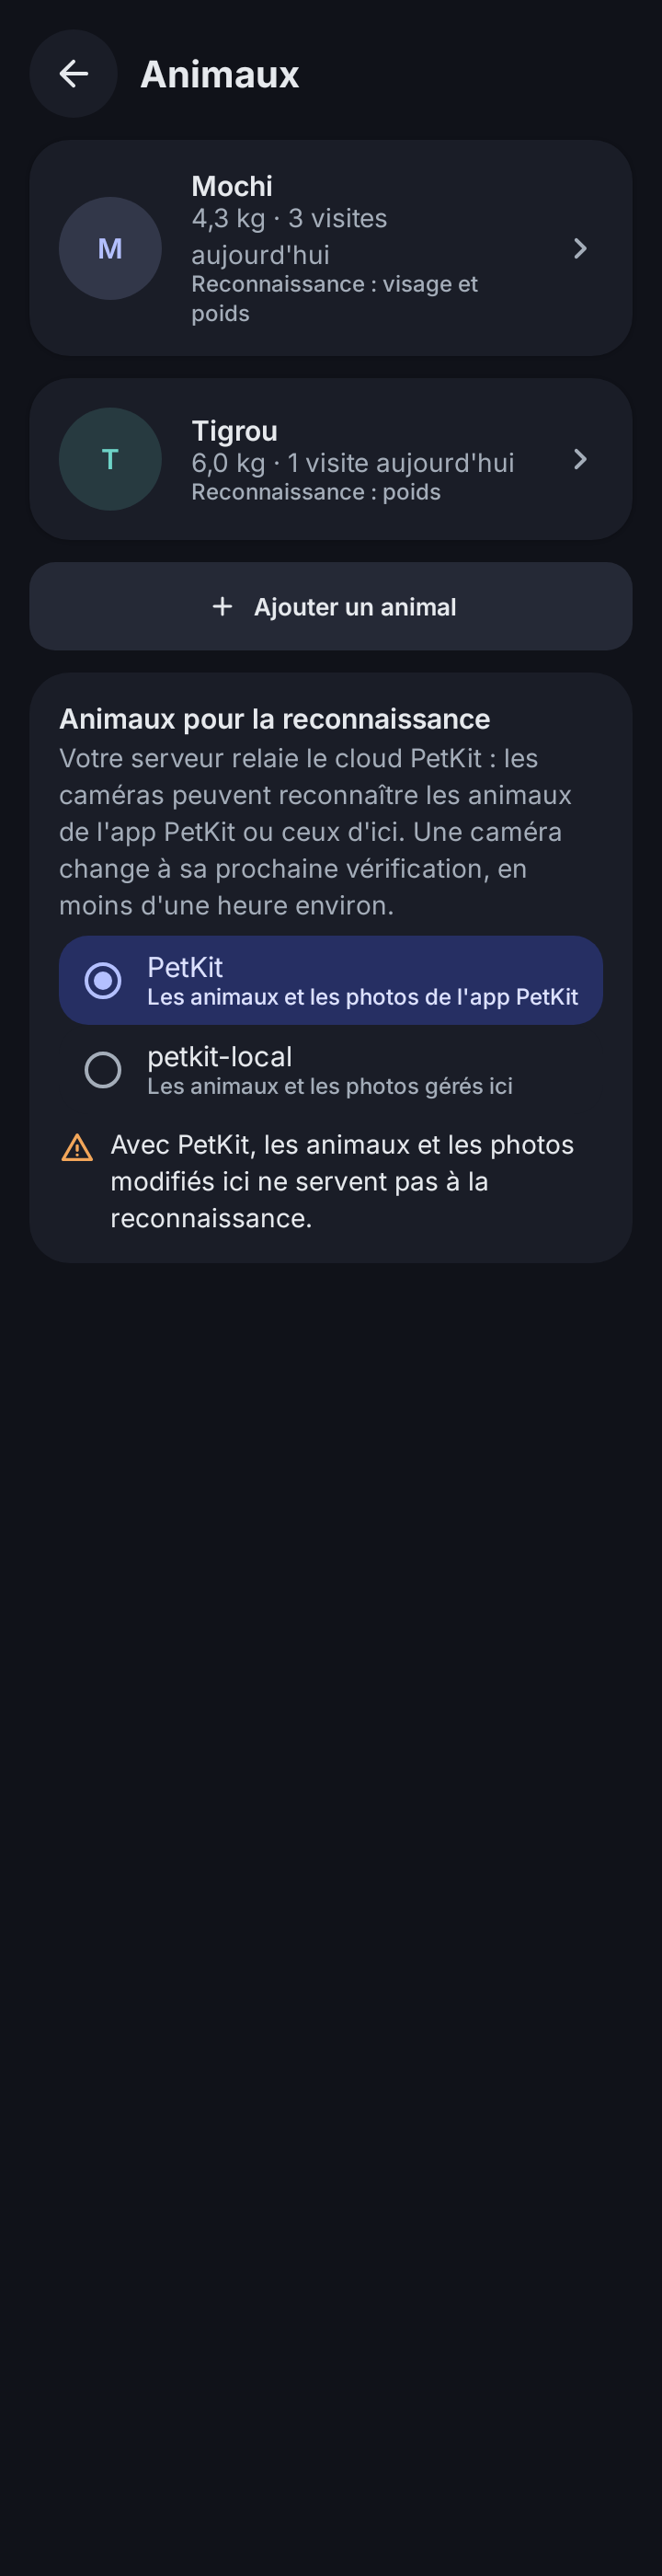 Animaux
M
Mochi
4,3 kg · 3 visites
aujourd'hui
Reconnaissance : visage et
poids
T
Tigrou
6,0 kg · 1 visite aujourd'hui
Reconnaissance : poids
+ Ajouter un animal
Animaux pour la reconnaissance
Votre serveur relaie le cloud PetKit : les
caméras peuvent reconnaître les animaux
de l'app PetKit ou ceux d'ici. Une caméra
change à sa prochaine vérification, en
moins d'une heure environ.
PetKit
Les animaux et les photos de l'app PetKit
petkit-local
Les animaux et les photos gérés ici
Avec PetKit, les animaux et les photos
modifiés ici ne servent pas à la
reconnaissance.